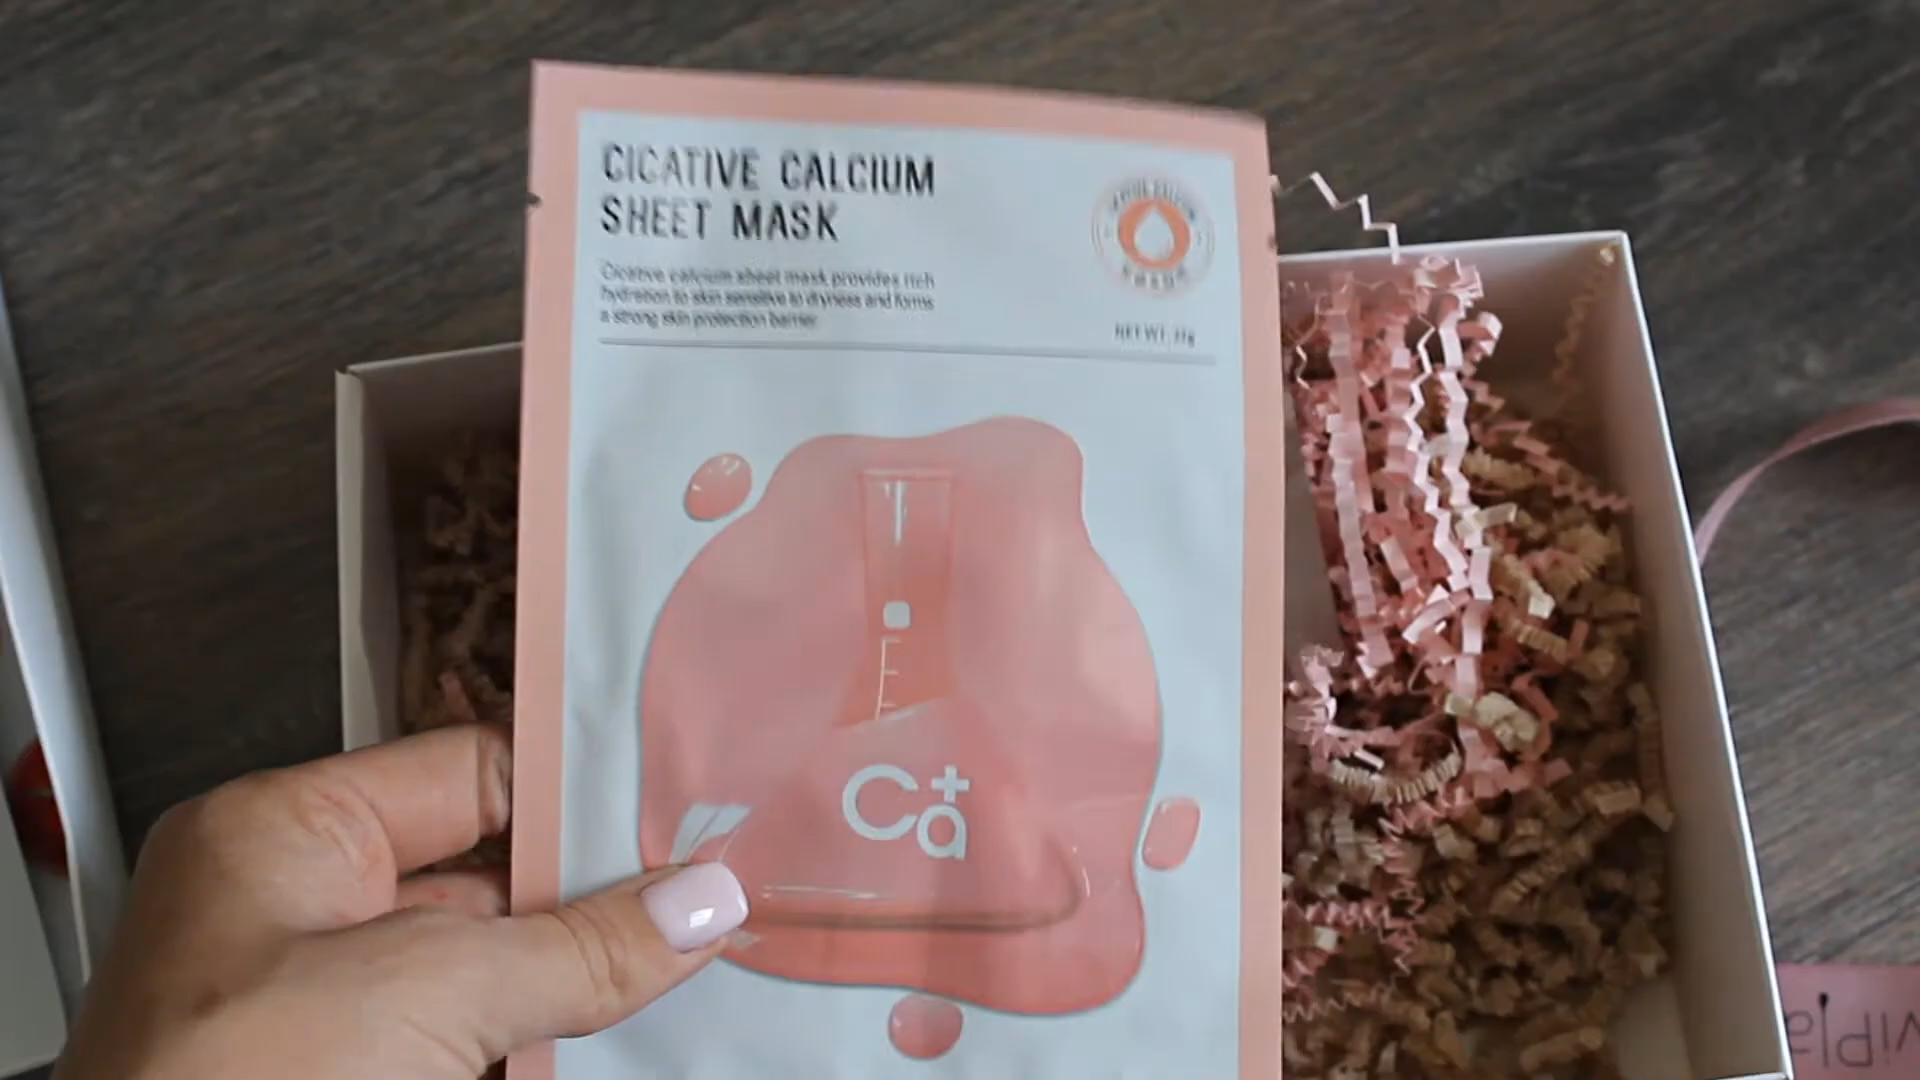 CICATIVE CALCIUM
SHEET MASK
Cicative calcium sheet mask provides rich
hydration to skin sensitive to dryness and forms
a strong skin protection barrier.
NET WT.
Ca+